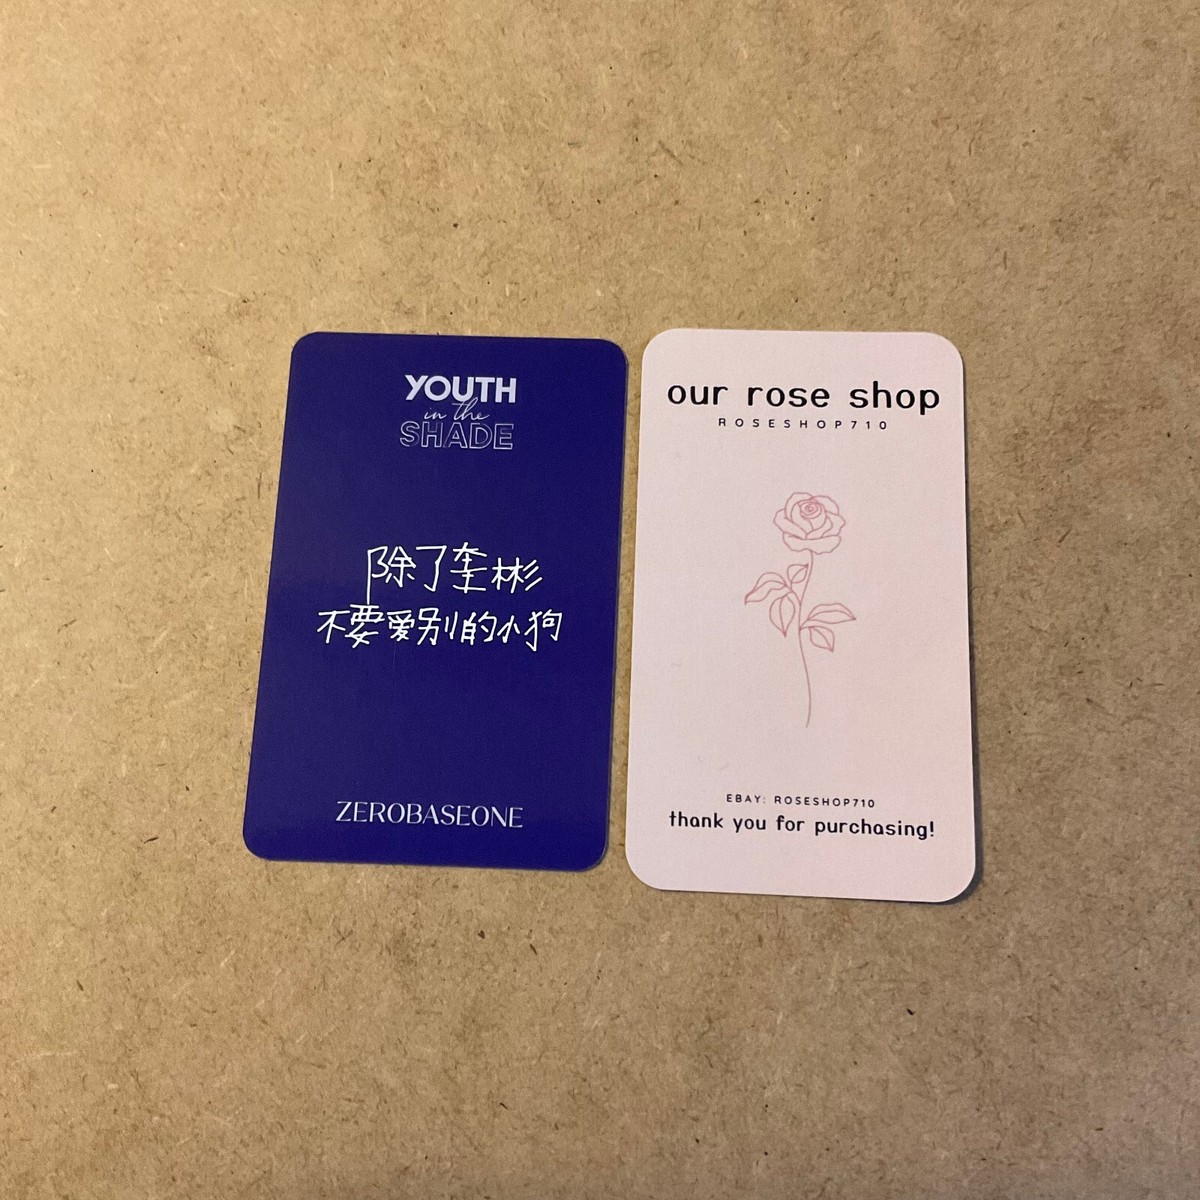 YOUTH
in the
SHADE
除了奎彬
不要爱别的小狗
ZEROBASEONE
our rose shop
ROSESHOP710
EBAY: ROSESHOP710
thank you for purchasing!